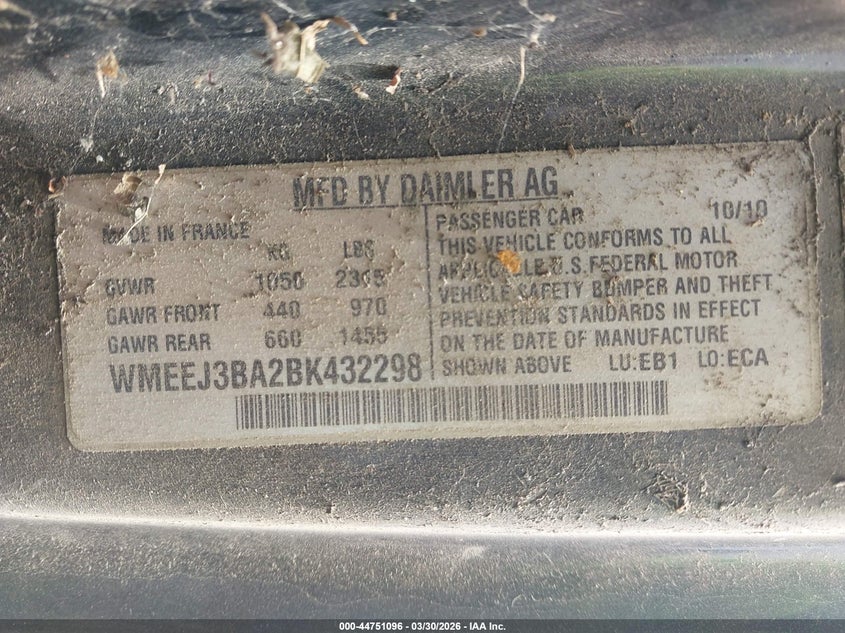 MFD BY DAIMLER AG
MADE IN FRANCE
KG LBS
GVWR 1050 2315
GAWR FRONT 440 970
GAWR REAR 660 1455
WMEEJ3BA2BK432298
PASSENGER CAR 10/10
THIS VEHICLE CONFORMS TO ALL
APPLICABLE U.S. FEDERAL MOTOR
VEHICLE SAFETY BUMPER AND THEFT
PREVENTION STANDARDS IN EFFECT
ON THE DATE OF MANUFACTURE
SHOWN ABOVE LU:EB1 LO:ECA
000-44751096 - 03/30/2026 - IAA Inc.